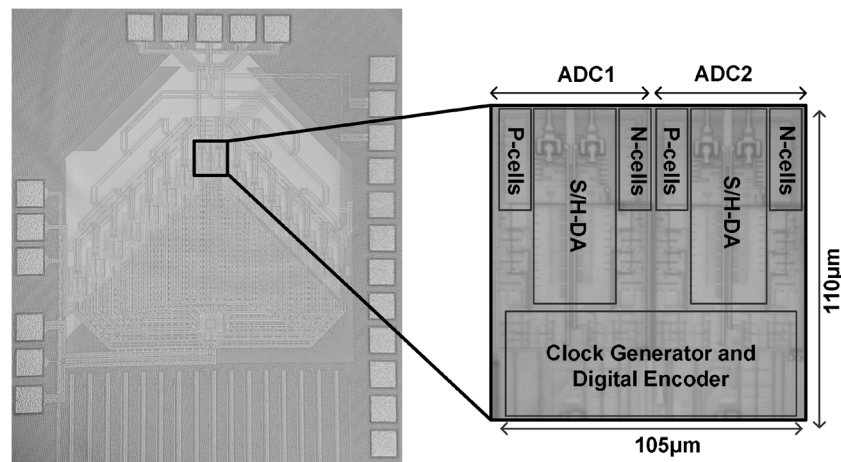 ADC1 ADC2
P-cells S/H-DA N-cells P-cells S/H-DA N-cells
110µm
Clock Generator and
Digital Encoder
105µm